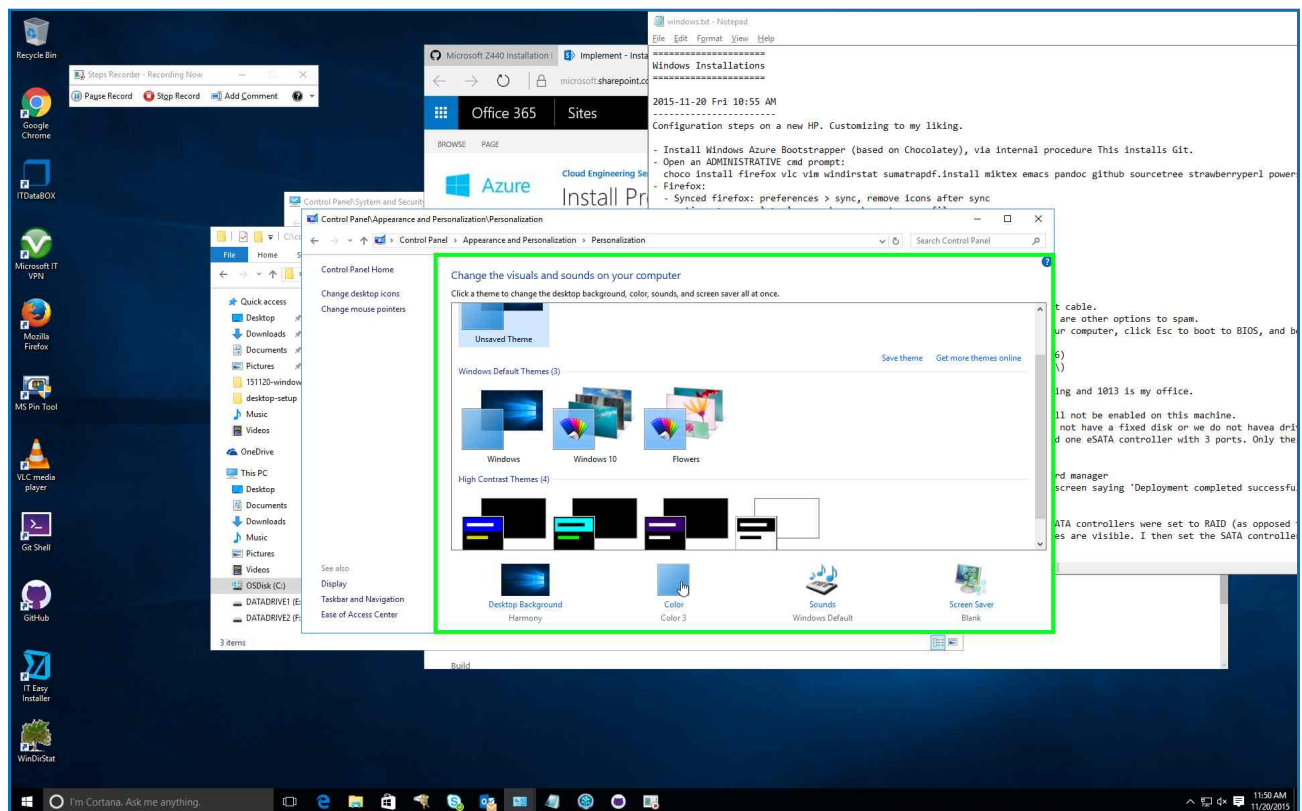 Recycle Bin
Google
Chrome
ITDataBOX
Microsoft IT
VPN
Mozilla
Firefox
MS Pin Tool
VLC media
player
Git Shell
GitHub
IT Easy
Installer
WinDirStat
Steps Recorder - Recording Now
Pause Record Stop Record Add Comment
Microsoft Z440 Installation
Implement - Insta
microsoft.sharepoint.co
Office 365 Sites
BROWSE PAGE
Azure
Cloud Engineering Se
Install Pr
Build
windows.txt - Notepad
File Edit Format View Help
=====================
Windows Installations
=====================
2015-11-20 Fri 10:55 AM
-----------------------
Configuration steps on a new HP. Customizing to my liking.
- Install Windows Azure Bootstrapper (based on Chocolatey), via internal procedure This installs Git.
- Open an ADMINISTRATIVE cmd prompt:
choco install firefox vlc vim windirstat sumatrapdf.install miktex emacs pandoc github sourcetree strawberryperl powers
- Firefox:
- Synced firefox: preferences > sync, remove icons after sync
t cable.
are other options to spam.
ur computer, click Esc to boot to BIOS, and bo
6)
\)
ing and 1013 is my office.
ll not be enabled on this machine.
not have a fixed disk or we do not havea driv
d one eSATA controller with 3 ports. Only the
rd manager
screen saying 'Deployment completed successfu
ATA controllers were set to RAID (as opposed t
es are visible. I then set the SATA controlle
Control Panel\System and Security
File Home S
Quick access
Desktop
Downloads
Documents
Pictures
151120-window
desktop-setup
Music
Videos
OneDrive
This PC
Desktop
Documents
Downloads
Music
Pictures
Videos
OSDisk (C:)
DATADRIVE1 (E:
DATADRIVE2 (F:
3 items
Control Panel\Appearance and Personalization\Personalization
Control Panel > Appearance and Personalization > Personalization
Search Control Panel
Control Panel Home
Change desktop icons
Change mouse pointers
See also
Display
Taskbar and Navigation
Ease of Access Center
Change the visuals and sounds on your computer
Click a theme to change the desktop background, color, sounds, and screen saver all at once.
Unsaved Theme
Save theme Get more themes online
Windows Default Themes (3)
Windows Windows 10 Flowers
High Contrast Themes (4)
Desktop Background Color Sounds Screen Saver
Harmony Color 3 Windows Default Blank
I'm Cortana. Ask me anything.
11:50 AM
11/20/2015